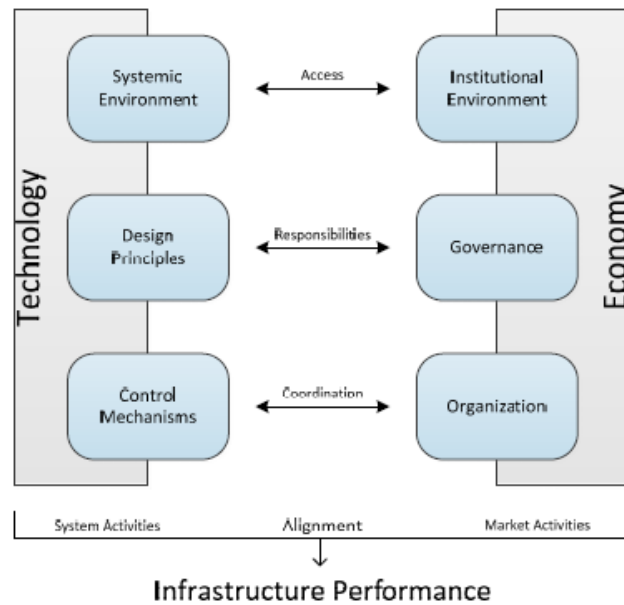 Systemic
Environment
Access
Institutional
Environment
Technology
Design
Principles
Responsibilities
Governance
Economy
Control
Mechanisms
Coordination
Organization
System Activities
Alignment
Market Activities
Infrastructure Performance